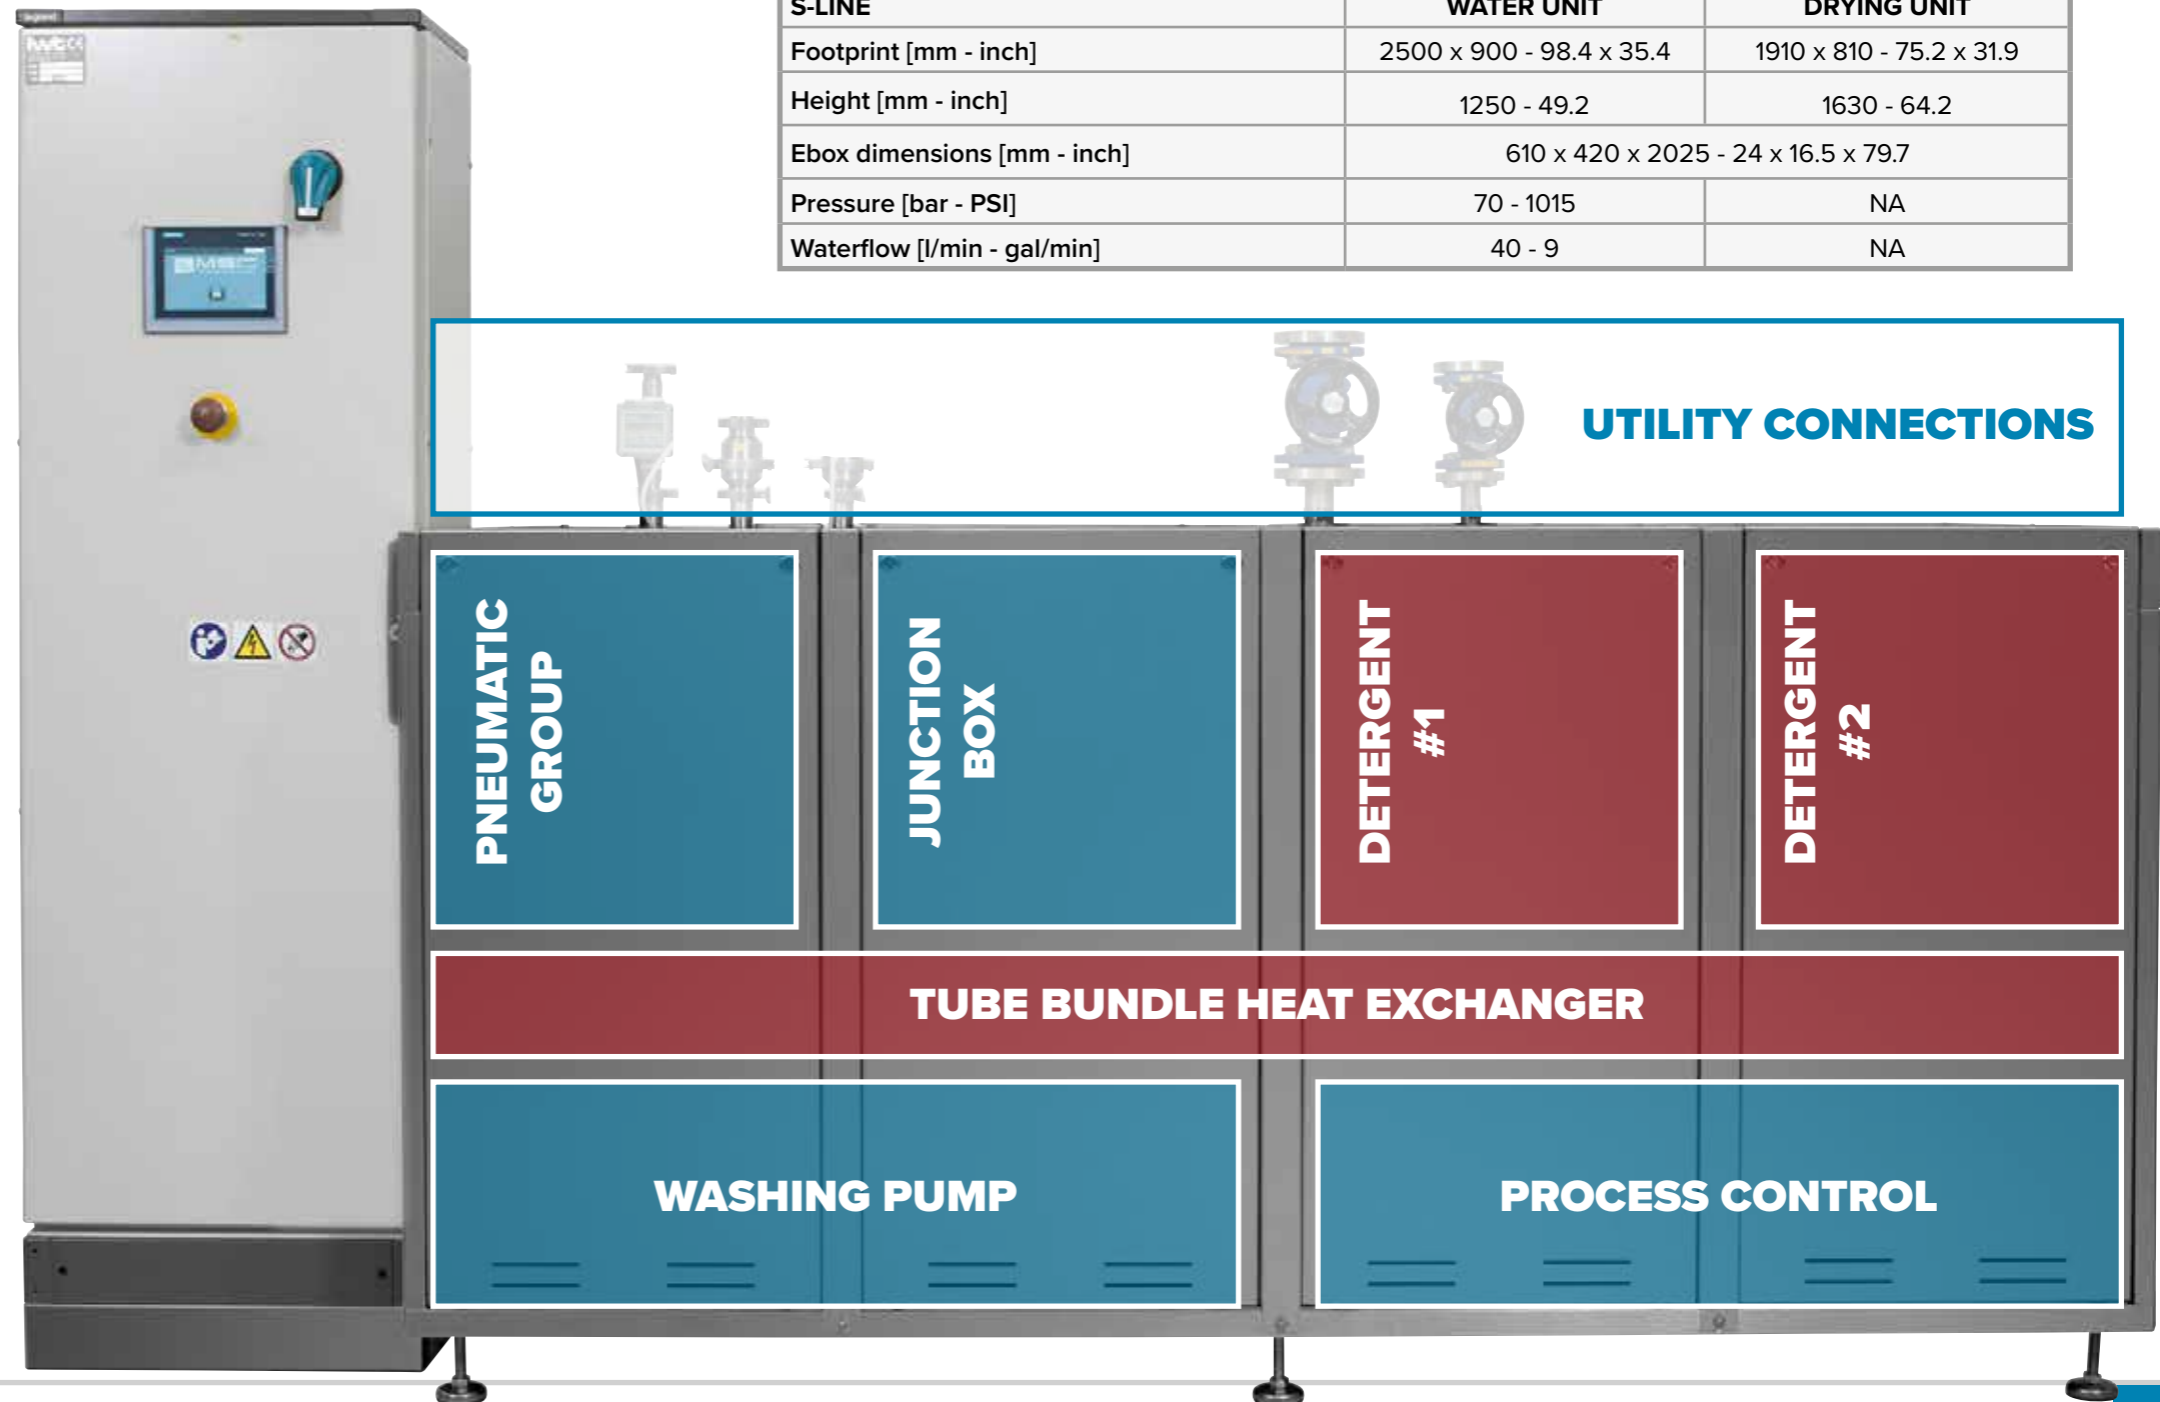 legrand
iwt CE
S-LINE WATER UNIT DRYING UNIT
Footprint [mm - inch] 2500 x 900 - 98.4 x 35.4 1910 x 810 - 75.2 x 31.9
Height [mm - inch] 1250 - 49.2 1630 - 64.2
Ebox dimensions [mm - inch] 610 x 420 x 2025 - 24 x 16.5 x 79.7
Pressure [bar - PSI] 70 - 1015 NA
Waterflow [l/min - gal/min] 40 - 9 NA
UTILITY CONNECTIONS
PNEUMATIC
GROUP
JUNCTION
BOX
DETERGENT
#1
DETERGENT
#2
TUBE BUNDLE HEAT EXCHANGER
WASHING PUMP
PROCESS CONTROL